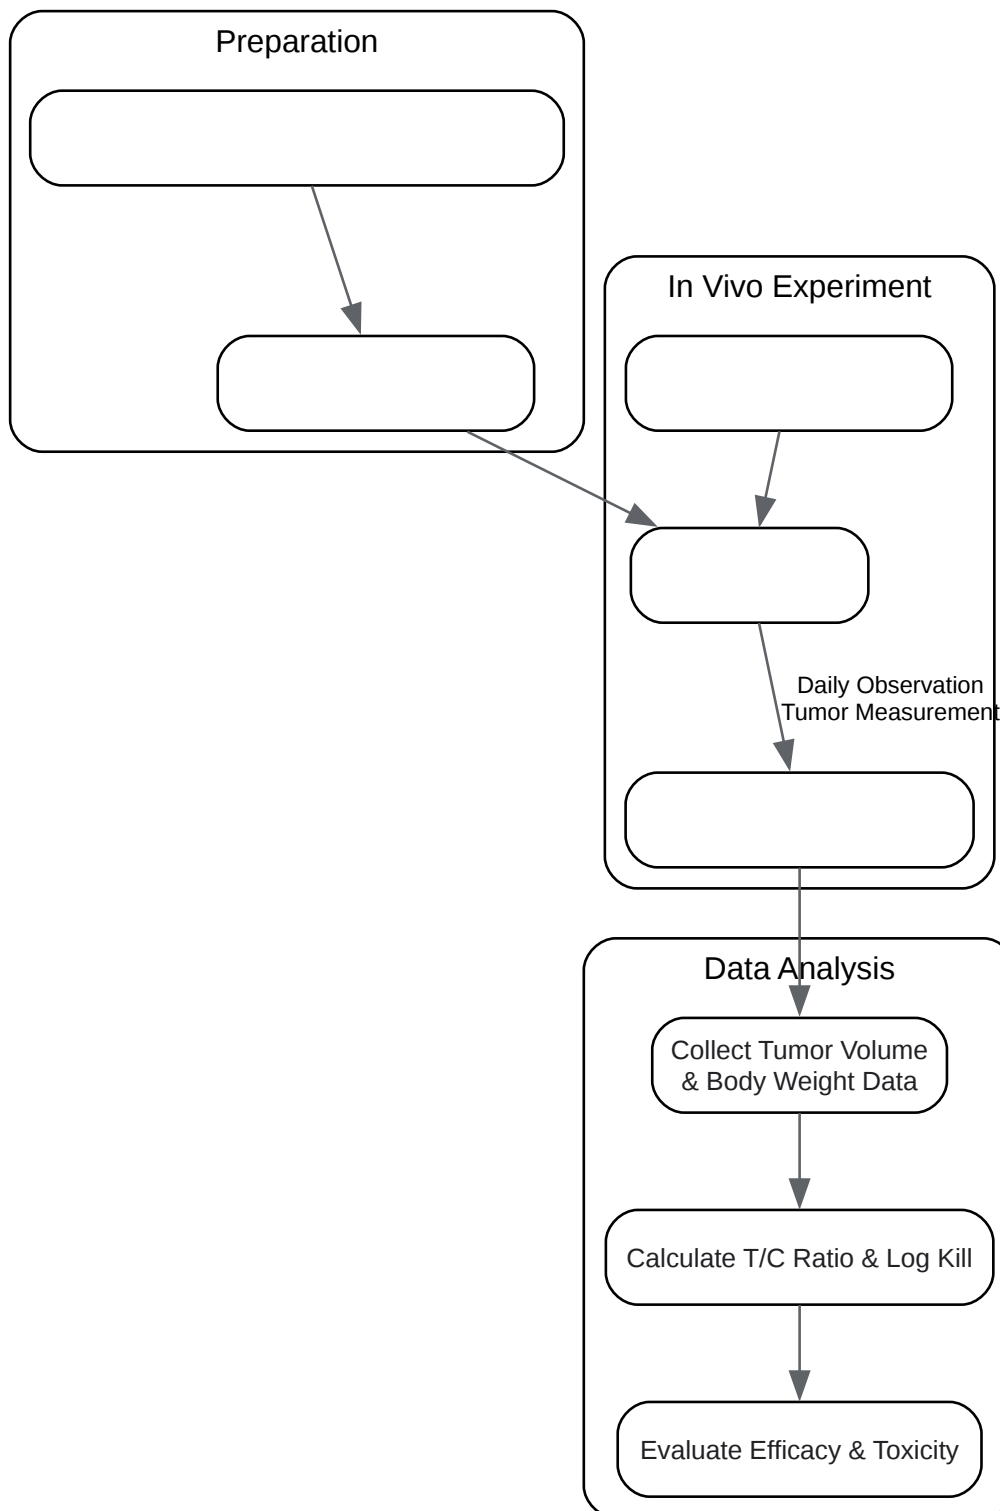 Preparation
In Vivo Experiment
Daily Observation
Tumor Measurement
Data Analysis
Collect Tumor Volume
& Body Weight Data
Calculate T/C Ratio & Log Kill
Evaluate Efficacy & Toxicity